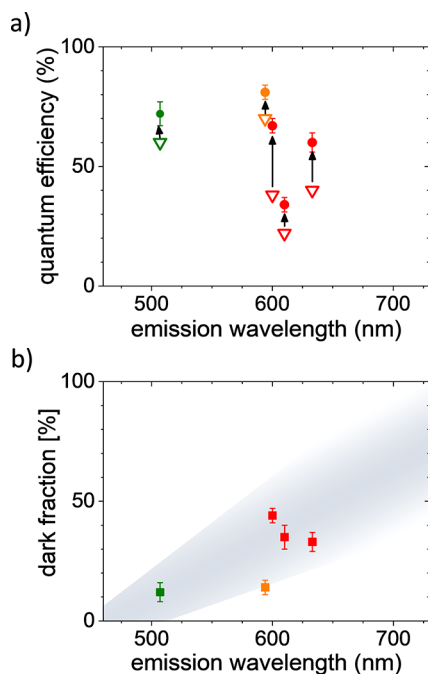 a)
100
50
0
quantum efficiency (%)
500
600
700
emission wavelength (nm)
b)
100
50
0
dark fraction [%]
500
600
700
emission wavelength (nm)